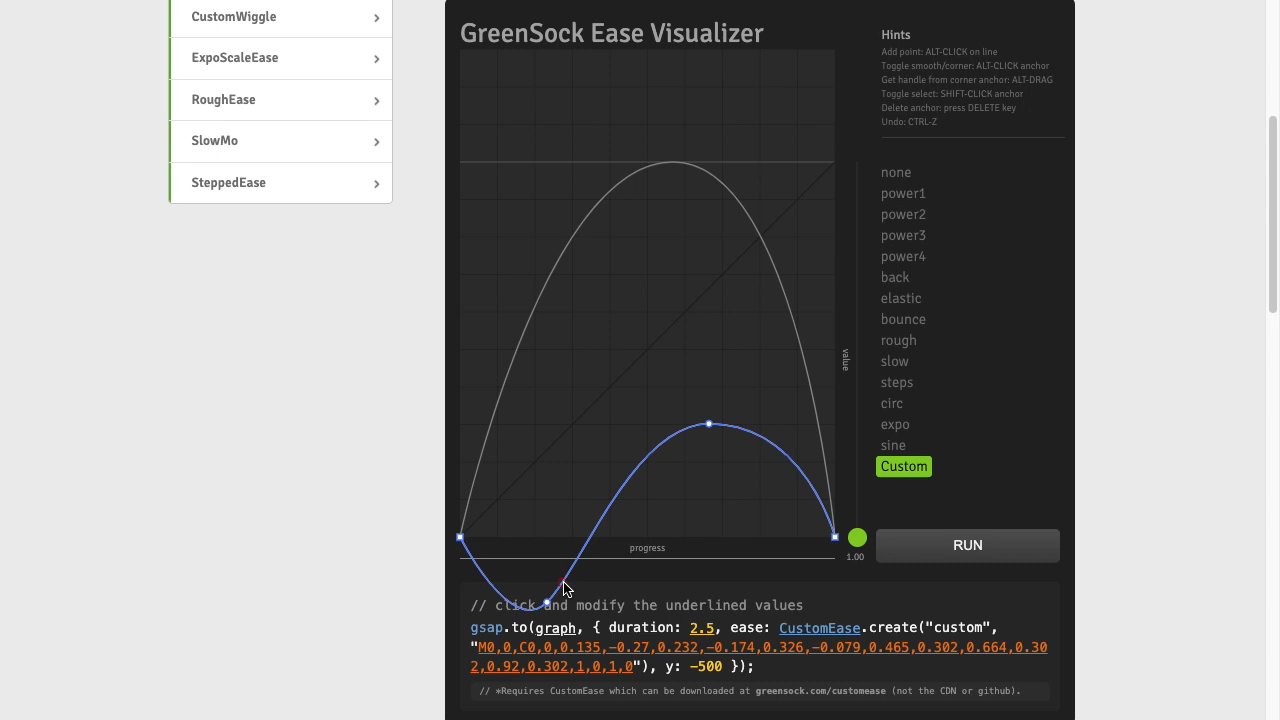 CustomWiggle
ExpoScaleEase
RoughEase
SlowMo
SteppedEase
GreenSock Ease Visualizer
Hints
Add point: ALT-CLICK on line
Toggle smooth/corner: ALT-CLICK anchor
Get handle from corner anchor: ALT-DRAG
Toggle select: SHIFT-CLICK anchor
Delete anchor: press DELETE key
Undo: CTRL-Z
none
power1
power2
power3
power4
back
elastic
bounce
rough
slow
steps
circ
expo
sine
Custom
value
progress
1.00
RUN
// click and modify the underlined values
gsap.to(graph, { duration: 2.5, ease: CustomEase.create("custom",
"M0,0,C0,0,0.135,-0.27,0.232,-0.174,0.326,-0.079,0.465,0.302,0.664,0.30
2,0.92,0.302,1,0,1,0"), y: -500 });
// *Requires CustomEase which can be downloaded at greensock.com/customease (not the CDN or github).